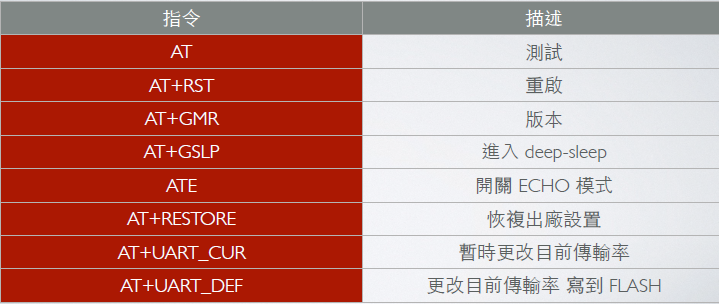 指令 描述
AT 測試
AT+RST 重啟
AT+GMR 版本
AT+GSLP 進入 deep-sleep
ATE 開關 ECHO 模式
AT+RESTORE 恢複出廠設置
AT+UART_CUR 暫時更改目前傳輸率
AT+UART_DEF 更改目前傳輸率 寫到 FLASH